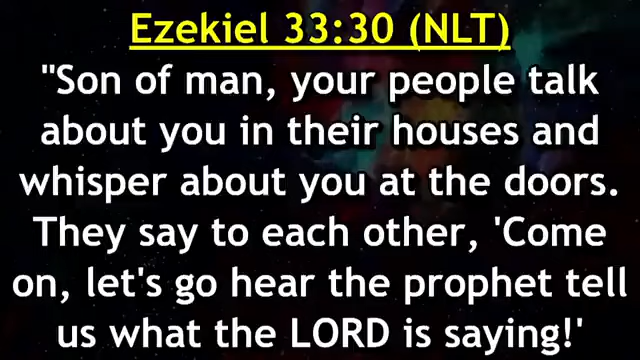 Ezekiel 33:30 (NLT)
"Son of man, your people talk
about you in their houses and
whisper about you at the doors.
They say to each other, 'Come
on, let's go hear the prophet tell
us what the LORD is saying!'